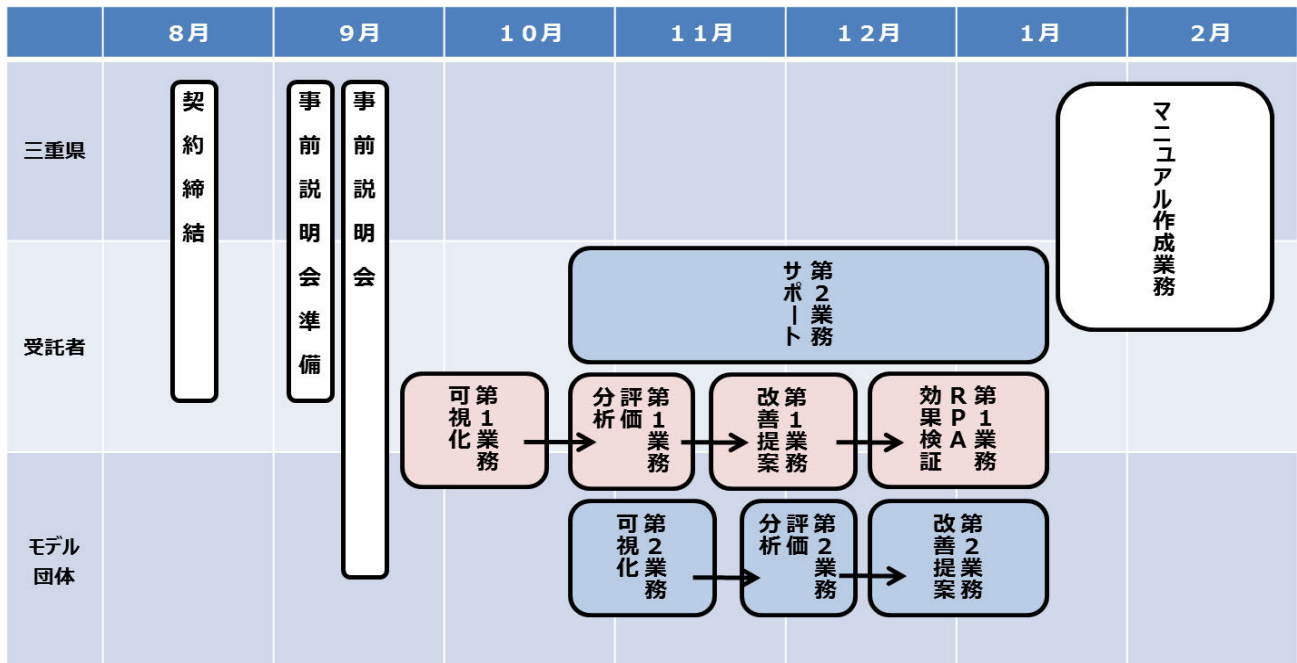 8月
9月
10月
11月
12月
1月
2月
三重県
受託者
モデル
団体
契約締結
事前説明会準備
事前説明会
マニュアル作成業務
第2業務
サポート
第1業務
可視化
第1業務
評価
分析
第1業務
改善提案
第1業務
RPA
効果検証
第2業務
可視化
第2業務
評価
分析
第2業務
改善提案